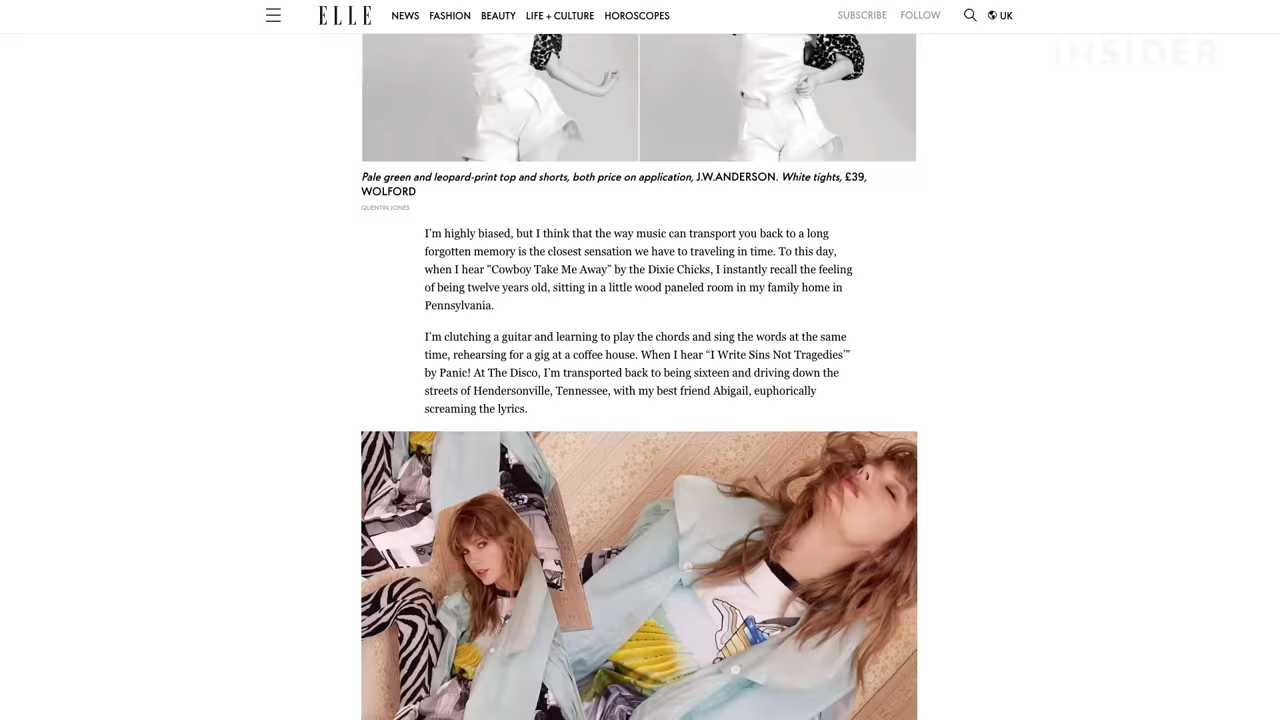 ELLE NEWS FASHION BEAUTY LIFE + CULTURE HOROSCOPES SUBSCRIBE FOLLOW UK
INSIDER
Pale green and leopard-print top and shorts, both price on application, J.W.ANDERSON. White tights, £39,
WOLFORD
QUENTIN JONES
I'm highly biased, but I think that the way music can transport you back to a long
forgotten memory is the closest sensation we have to traveling in time. To this day,
when I hear "Cowboy Take Me Away” by the Dixie Chicks, I instantly recall the feeling
of being twelve years old, sitting in a little wood paneled room in my family home in
Pennsylvania.
I’m clutching a guitar and learning to play the chords and sing the words at the same
time, rehearsing for a gig at a coffee house. When I hear “I Write Sins Not Tragedies’”
by Panic! At The Disco, I’m transported back to being sixteen and driving down the
streets of Hendersonville, Tennessee, with my best friend Abigail, euphorically
screaming the lyrics.